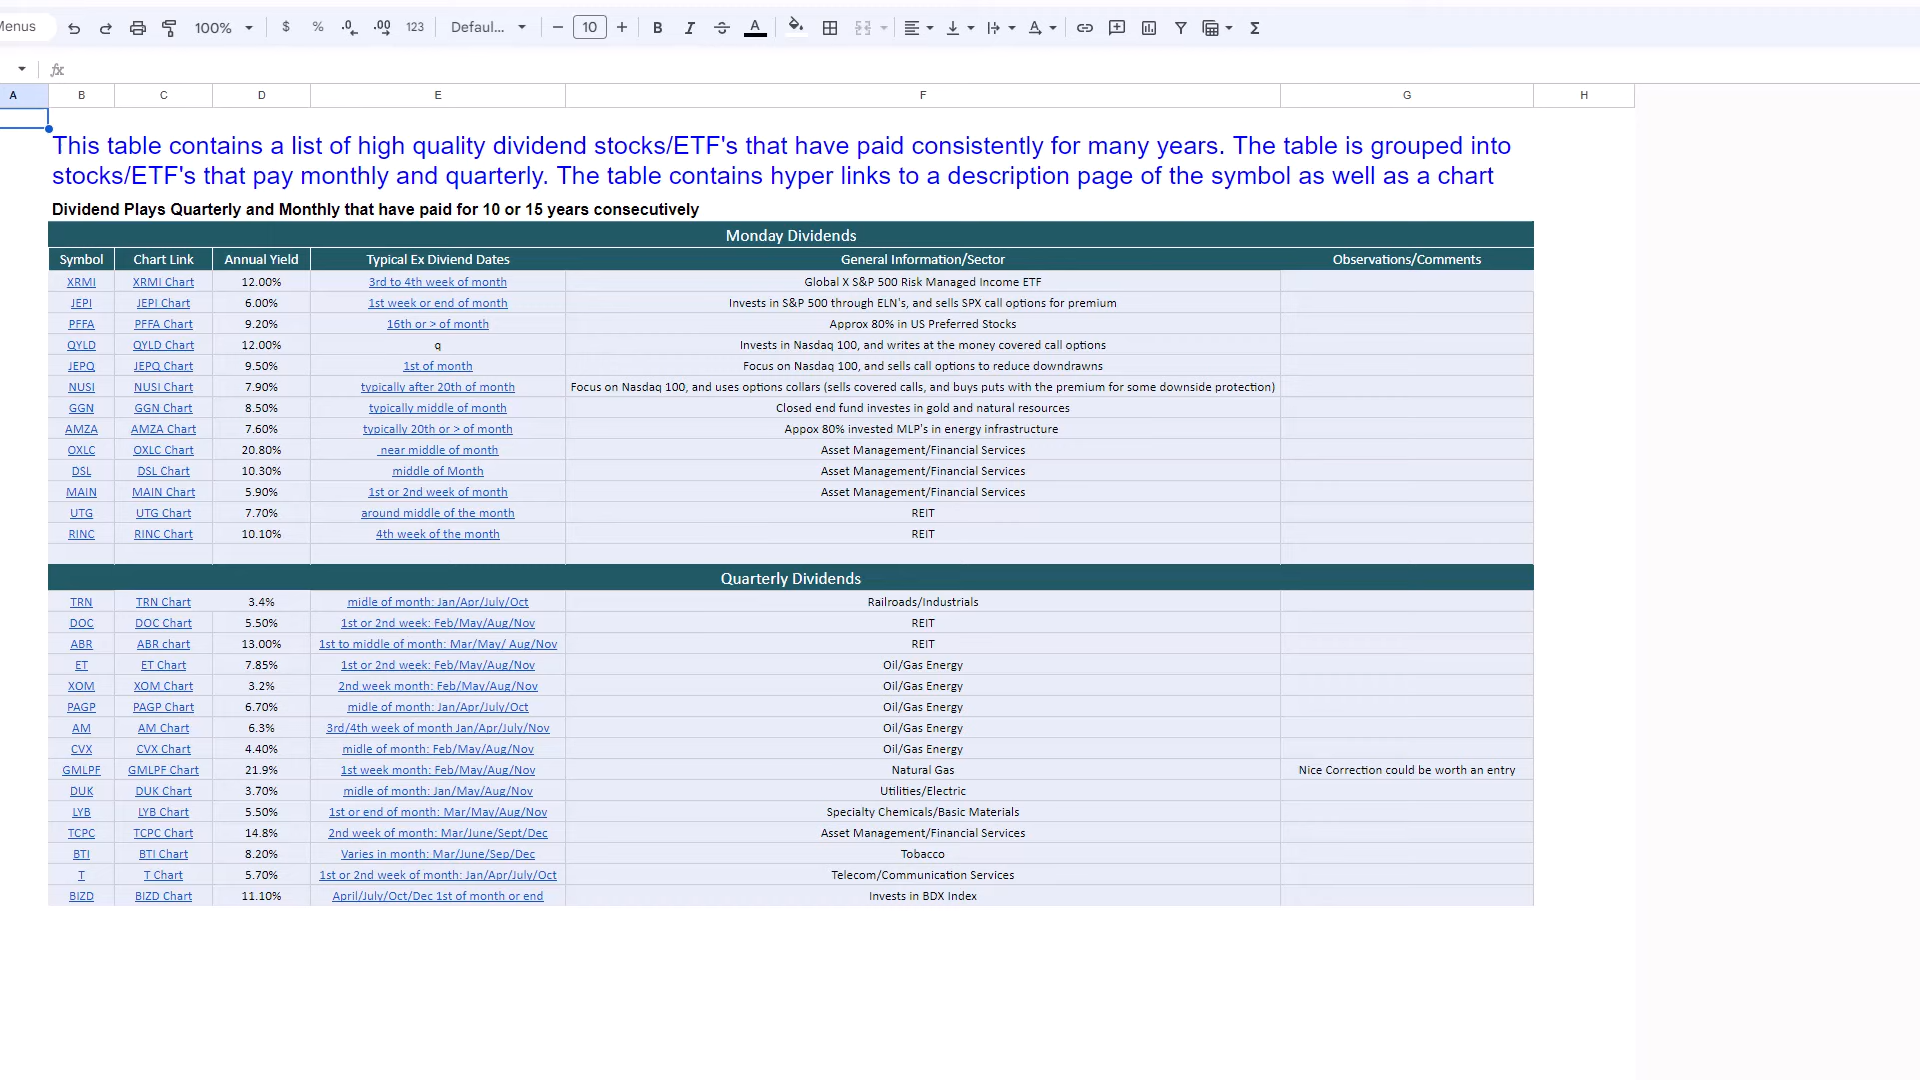 Menus 100% $ % .0 .00 123 Defaul... − 10 + B I A Σ
fx
A B C D E F G H
This table contains a list of high quality dividend stocks/ETF's that have paid consistently for many years. The table is grouped into
stocks/ETF's that pay monthly and quarterly. The table contains hyper links to a description page of the symbol as well as a chart
Dividend Plays Quarterly and Monthly that have paid for 10 or 15 years consecutively
Monday Dividends
Symbol Chart Link Annual Yield Typical Ex Diviend Dates General Information/Sector Observations/Comments
XRMI XRMI Chart 12.00% 3rd to 4th week of month Global X S&P 500 Risk Managed Income ETF
JEPI JEPI Chart 6.00% 1st week or end of month Invests in S&P 500 through ELN's, and sells SPX call options for premium
PFFA PFFA Chart 9.20% 16th or > of month Approx 80% in US Preferred Stocks
QYLD QYLD Chart 12.00% q Invests in Nasdaq 100, and writes at the money covered call options
JEPQ JEPQ Chart 9.50% 1st of month Focus on Nasdaq 100, and sells call options to reduce downdrawns
NUSI NUSI Chart 7.90% typically after 20th of month Focus on Nasdaq 100, and uses options collars (sells covered calls, and buys puts with the premium for some downside protection)
GGN GGN Chart 8.50% typically middle of month Closed end fund investes in gold and natural resources
AMZA AMZA Chart 7.60% typically 20th or > of month Appox 80% invested MLP's in energy infrastructure
OXLC OXLC Chart 20.80% near middle of month Asset Management/Financial Services
DSL DSL Chart 10.30% middle of Month Asset Management/Financial Services
MAIN MAIN Chart 5.90% 1st or 2nd week of month Asset Management/Financial Services
UTG UTG Chart 7.70% around middle of the month REIT
RINC RINC Chart 10.10% 4th week of the month REIT
Quarterly Dividends
TRN TRN Chart 3.4% midle of month: Jan/Apr/July/Oct Railroads/Industrials
DOC DOC Chart 5.50% 1st or 2nd week: Feb/May/Aug/Nov REIT
ABR ABR chart 13.00% 1st to middle of month: Mar/May/ Aug/Nov REIT
ET ET Chart 7.85% 1st or 2nd week: Feb/May/Aug/Nov Oil/Gas Energy
XOM XOM Chart 3.2% 2nd week month: Feb/May/Aug/Nov Oil/Gas Energy
PAGP PAGP Chart 6.70% midle of month: Jan/Apr/July/Oct Oil/Gas Energy
AM AM Chart 6.3% 3rd/4th week of month Jan/Apr/July/Nov Oil/Gas Energy
CVX CVX Chart 4.40% midle of month: Feb/May/Aug/Nov Oil/Gas Energy
GMLPF GMLPF Chart 21.9% 1st week month: Feb/May/Aug/Nov Natural Gas Nice Correction could be worth an entry
DUK DUK Chart 3.70% midle of month: Jan/May/Aug/Nov Utilities/Electric
LYB LYB Chart 5.50% 1st or end of month: Mar/May/Aug/Nov Specialty Chemicals/Basic Materials
TCPC TCPC Chart 14.8% 2nd week of month: Mar/June/Sept/Dec Asset Management/Financial Services
BTI BTI Chart 8.20% Varies in month: Mar/June/Sep/Dec Tobacco
T T Chart 5.70% 1st or 2nd week of month: Jan/Apr/July/Oct Telecom/Communication Services
BIZD BIZD Chart 11.10% April/July/Oct/Dec 1st of month or end Invests in BDX Index